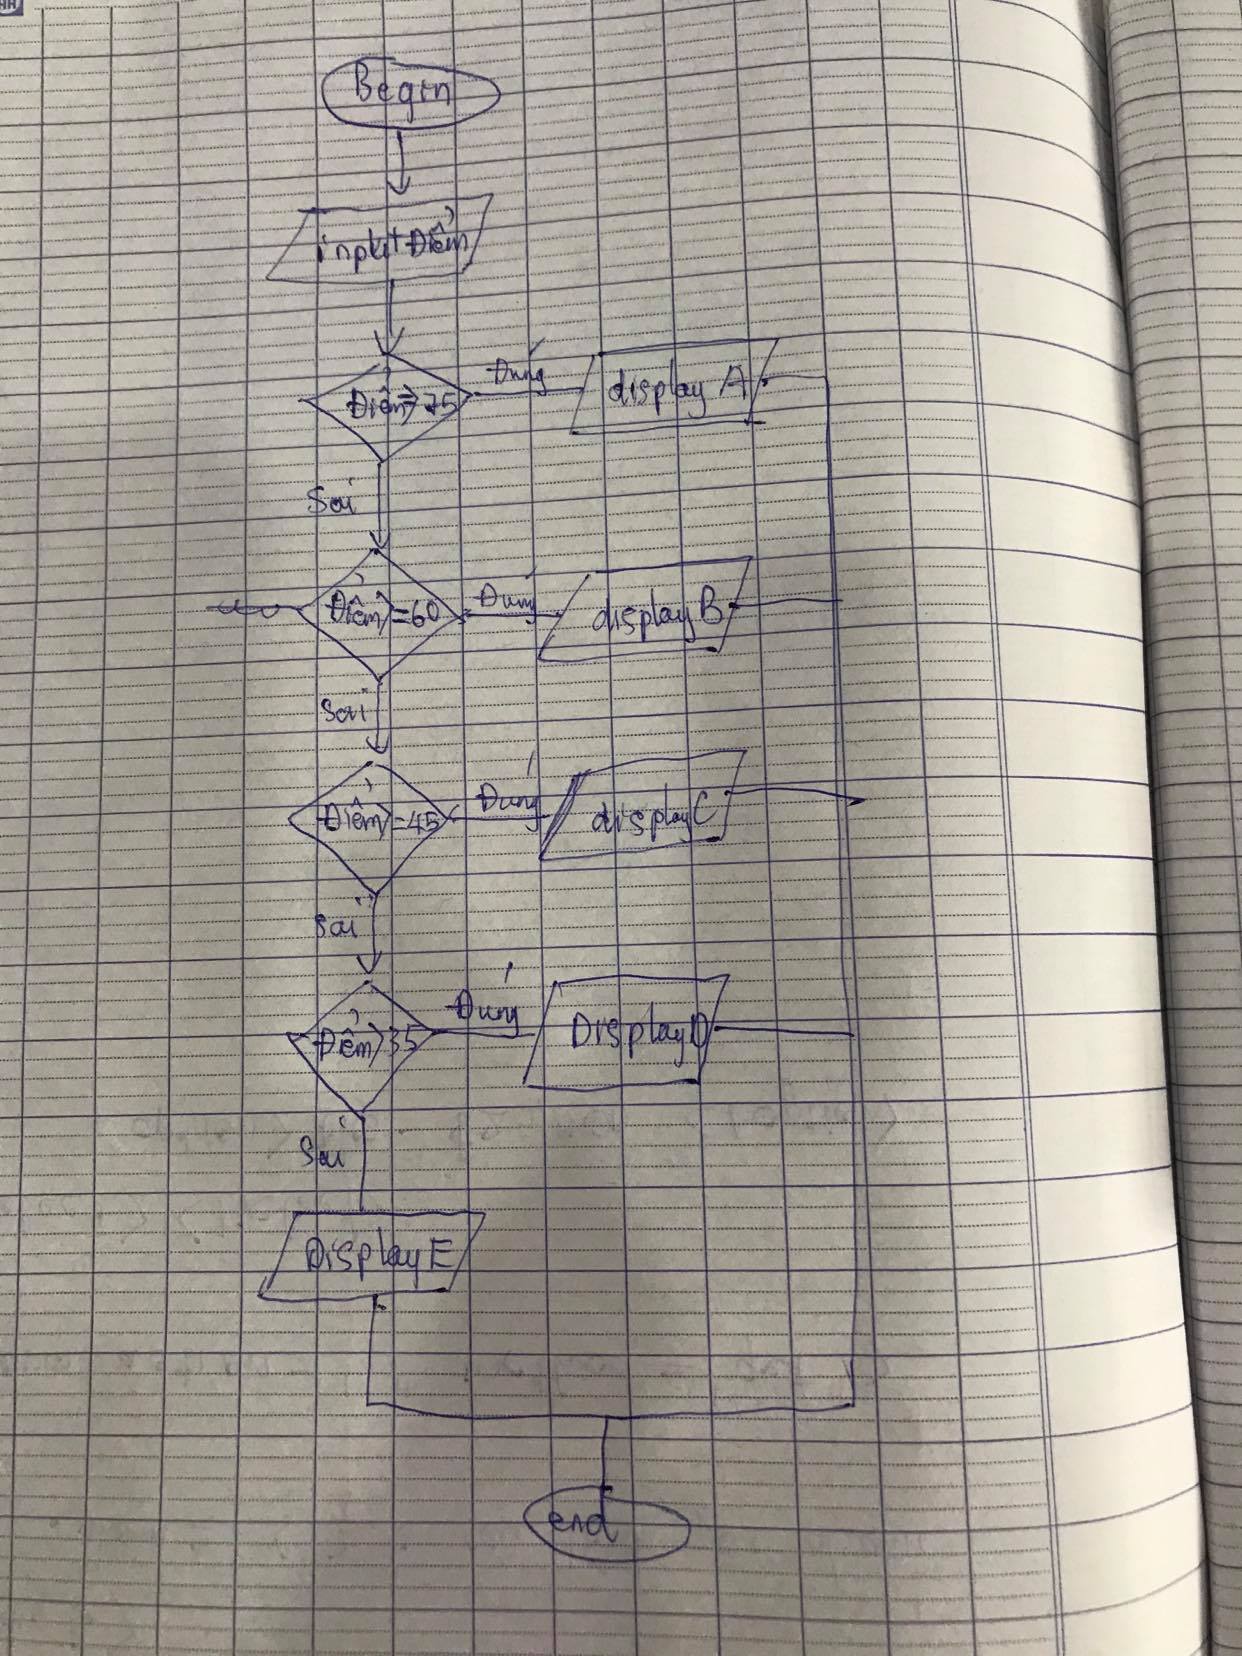 Begin
input Điểm
Điểm>=75
Đúng
display A
Sai
Điểm>=60
Đúng
display B
Sai
Điểm>=45
Đúng
display C
Sai
Điểm>35
Đúng
Display D
Sai
Display E
end